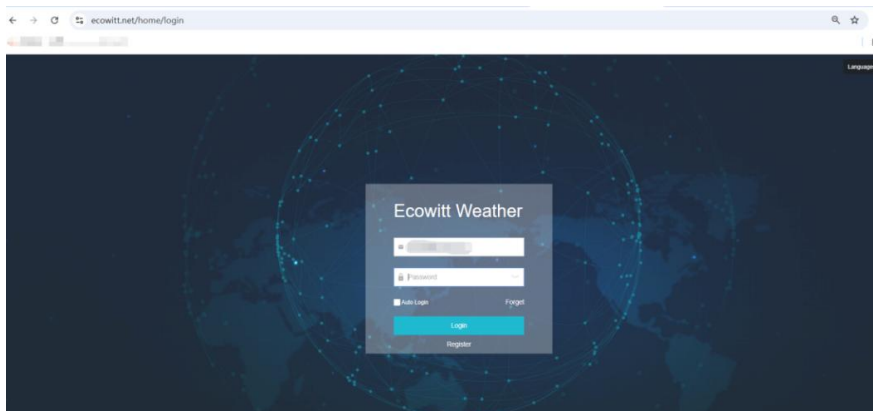 ecowitt.net/home/login
Language
Ecowitt Weather
Password
Auto Login
Forget
Login
Register